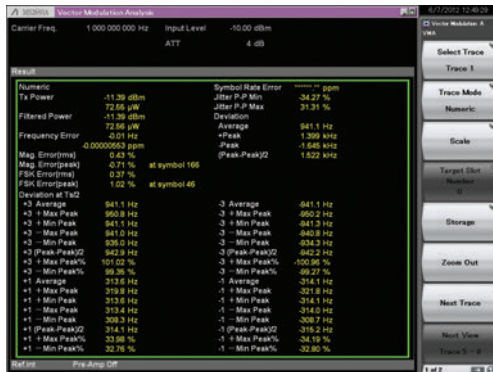 MS2690A Vector Modulation Analysis
6/7/2012 12:49:29
Carrier Freq. 1 000 000 000 Hz Input Level -10.00 dBm
ATT 4 dB
Result
Numeric Symbol Rate Error ******.** ppm
Tx Power -11.39 dBm Jitter P-P Min -34.27 %
72.55 µW Jitter P-P Max 31.31 %
Filtered Power -11.39 dBm Deviation
72.56 µW Average 941.1 Hz
Frequency Error -0.01 Hz +Peak 1.399 kHz
-0.00000553 ppm -Peak -1.645 kHz
Mag. Error(rms) 0.43 % (Peak-Peak)/2 1.522 kHz
Mag. Error(peak) -0.71 % at symbol 166
FSK Error(rms) 0.37 %
FSK Error(peak) 1.02 % at symbol 46
Deviation at Ts/2
+3 Average 941.1 Hz -3 Average -941.1 Hz
+3 + Max Peak 950.8 Hz -3 + Max Peak -950.2 Hz
+3 + Min Peak 941.1 Hz -3 + Min Peak -941.3 Hz
+3 − Max Peak 941.0 Hz -3 − Max Peak -940.8 Hz
+3 − Min Peak 935.0 Hz -3 − Min Peak -934.3 Hz
+3 (Peak-Peak)/2 942.9 Hz -3 (Peak-Peak)/2 -942.2 Hz
+3 + Max Peak% 101.02 % -3 + Max Peak% -100.96 %
+3 − Min Peak% 99.35 % -3 − Min Peak% -99.27 %
+1 Average 313.6 Hz -1 Average -314.1 Hz
+1 + Max Peak 319.8 Hz -1 + Max Peak -321.8 Hz
+1 + Min Peak 313.6 Hz -1 + Min Peak -314.1 Hz
+1 − Max Peak 313.4 Hz -1 − Max Peak -314.0 Hz
+1 − Min Peak 308.3 Hz -1 − Min Peak -308.7 Hz
+1 (Peak-Peak)/2 314.1 Hz -1 (Peak-Peak)/2 -315.2 Hz
+1 + Max Peak% 33.98 % -1 + Max Peak% -34.19 %
+1 − Min Peak% 32.76 % -1 − Min Peak% -32.80 %
Ref.Int Pre-Amp Off
Vector Modulation A
VMA
Select Trace
Trace 1
Trace Mode
Numeric
Scale
Target Slot
Number
0
Storage
Zoom Out
Next Trace
Next View
Trace 5 - 8
1 of 2